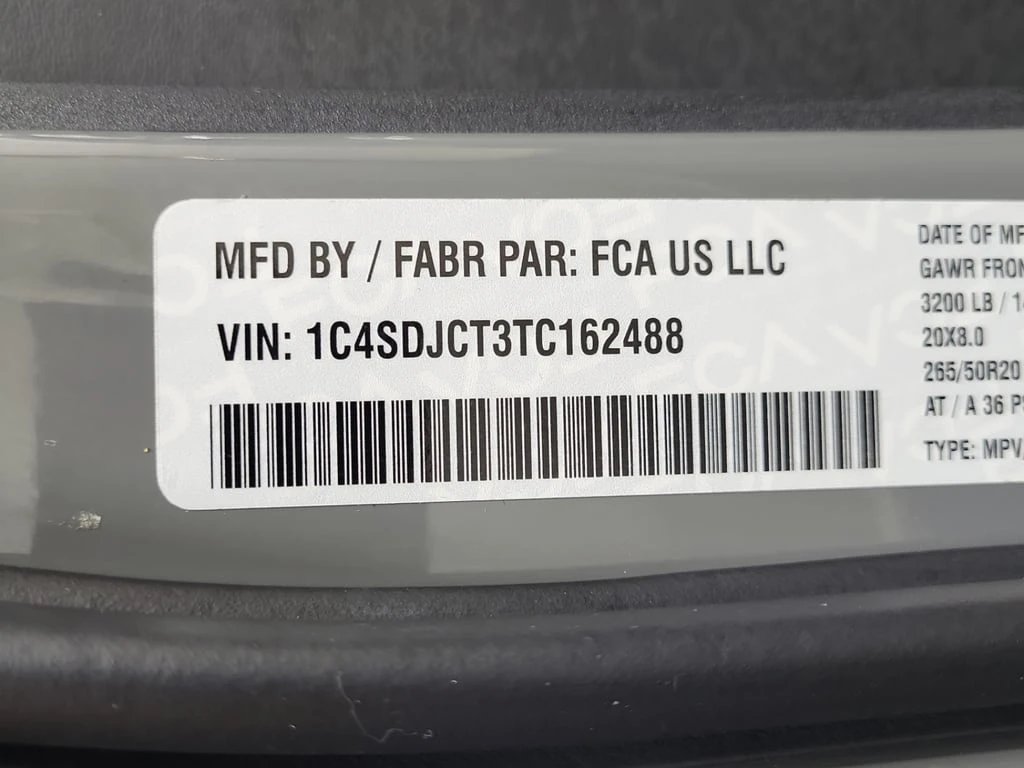 MFD BY / FABR PAR: FCA US LLC
VIN: 1C4SDJCT3TC162488
DATE OF MF
GAWR FRON
3200 LB / 1
20X8.0
265/50R20
AT / A 36 P
TYPE: MPV/